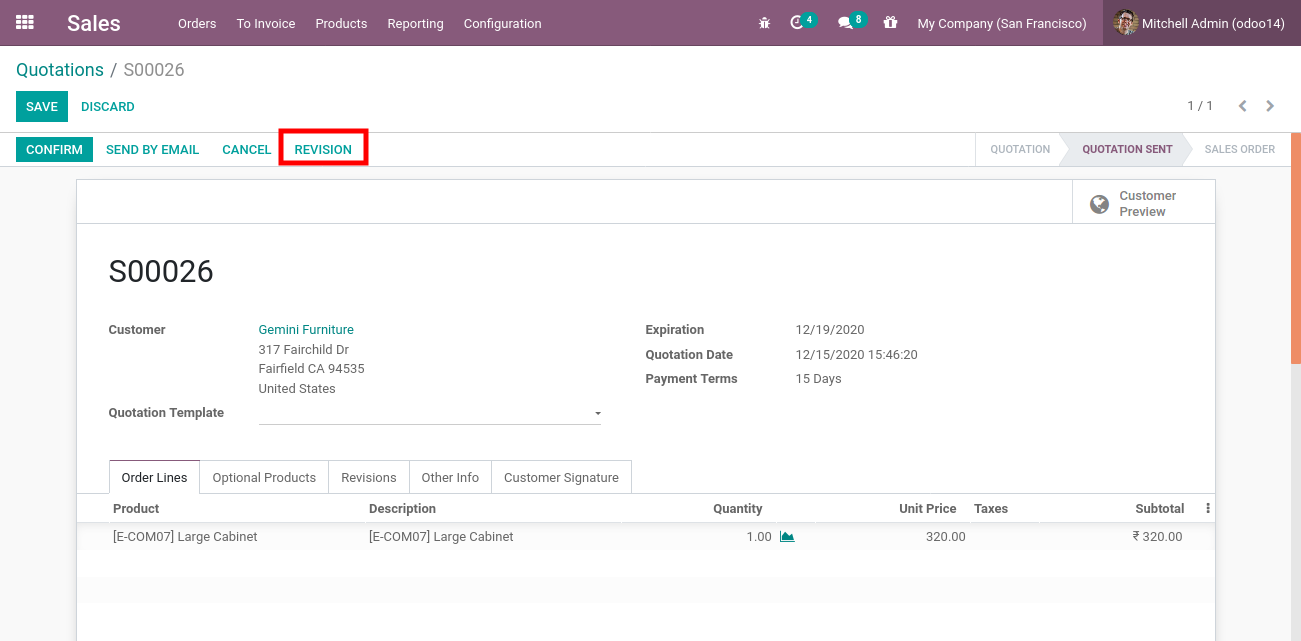 Sales Orders To Invoice Products Reporting Configuration 4 8 My Company (San Francisco) Mitchell Admin (odoo14)
Quotations / S00026
SAVE DISCARD 1 / 1
CONFIRM SEND BY EMAIL CANCEL REVISION QUOTATION QUOTATION SENT SALES ORDER
Customer
Preview
S00026
Customer Gemini Furniture Expiration 12/19/2020
317 Fairchild Dr
Fairfield CA 94535 Quotation Date 12/15/2020 15:46:20
United States Payment Terms 15 Days
Quotation Template
Order Lines Optional Products Revisions Other Info Customer Signature
Product Description Quantity Unit Price Taxes Subtotal
[E-COM07] Large Cabinet [E-COM07] Large Cabinet 1.00 320.00 ₹ 320.00